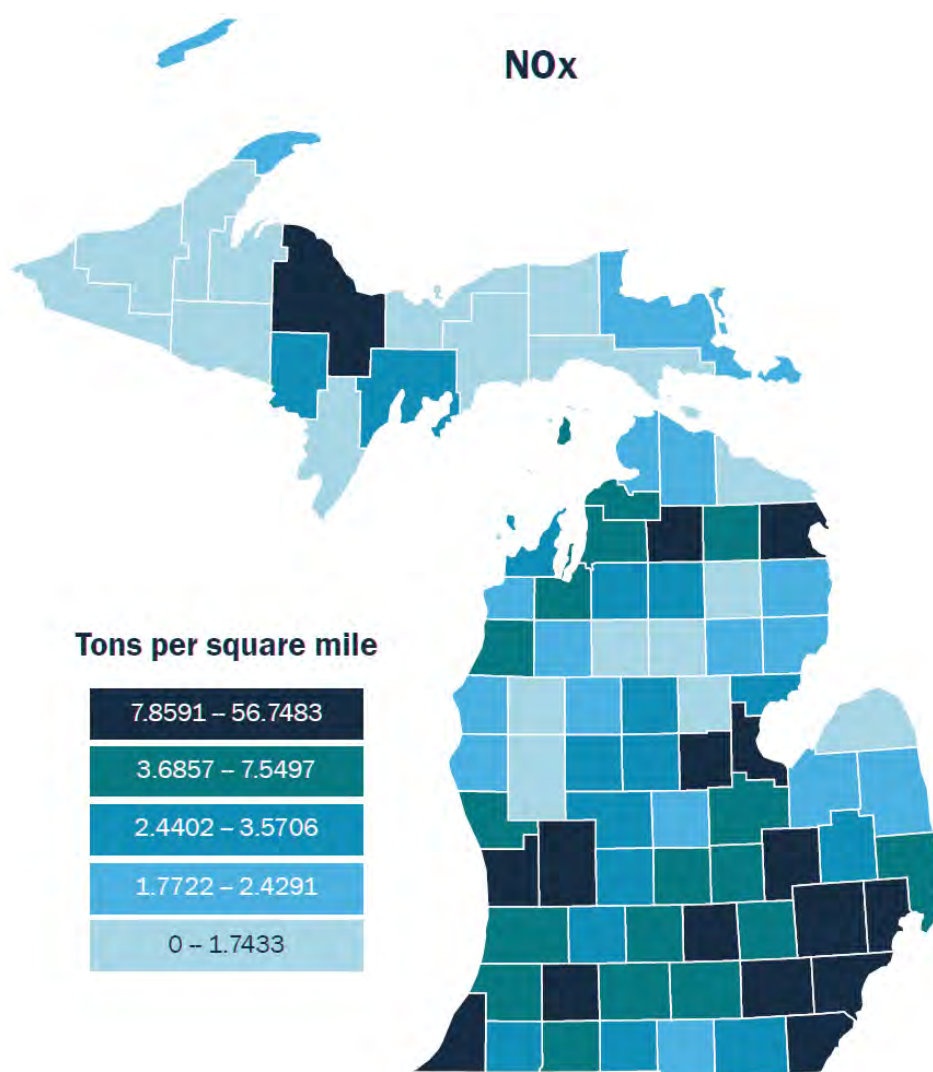 NOx
Tons per square mile
7.8591 – 56.7483
3.6857 – 7.5497
2.4402 – 3.5706
1.7722 – 2.4291
0 – 1.7433